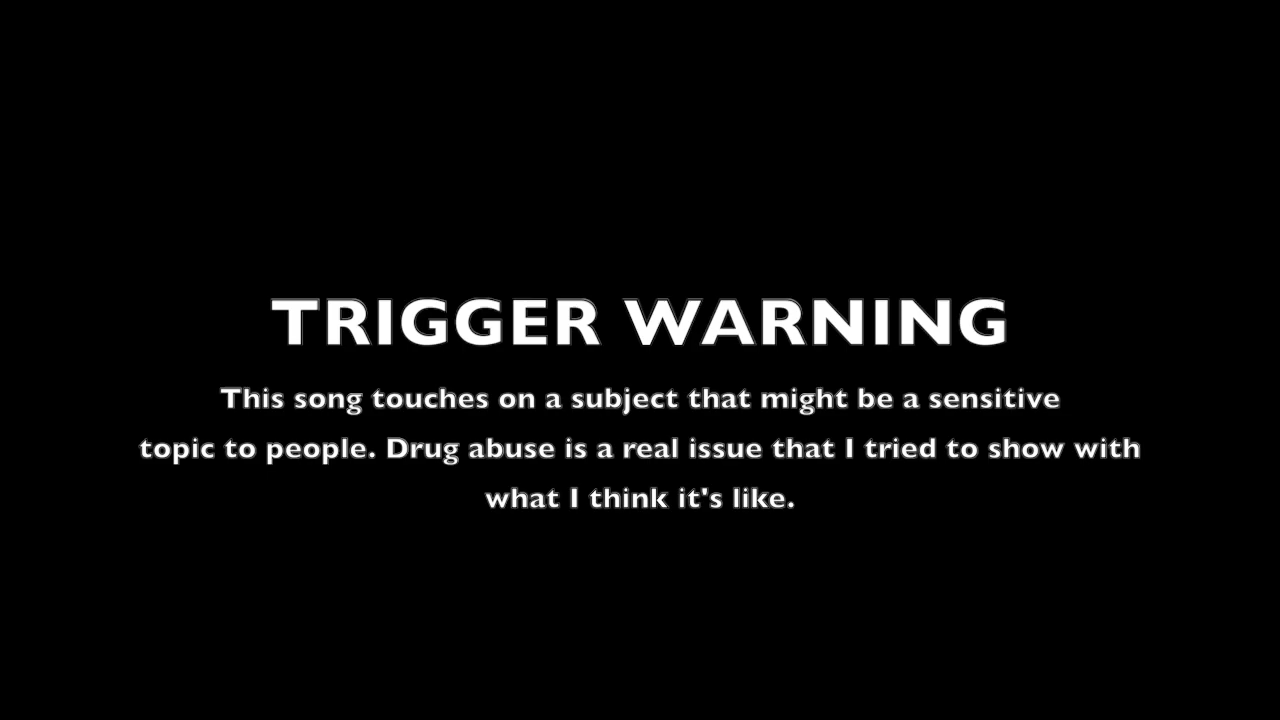 TRIGGER WARNING
This song touches on a subject that might be a sensitive
topic to people. Drug abuse is a real issue that I tried to show with
what I think it's like.